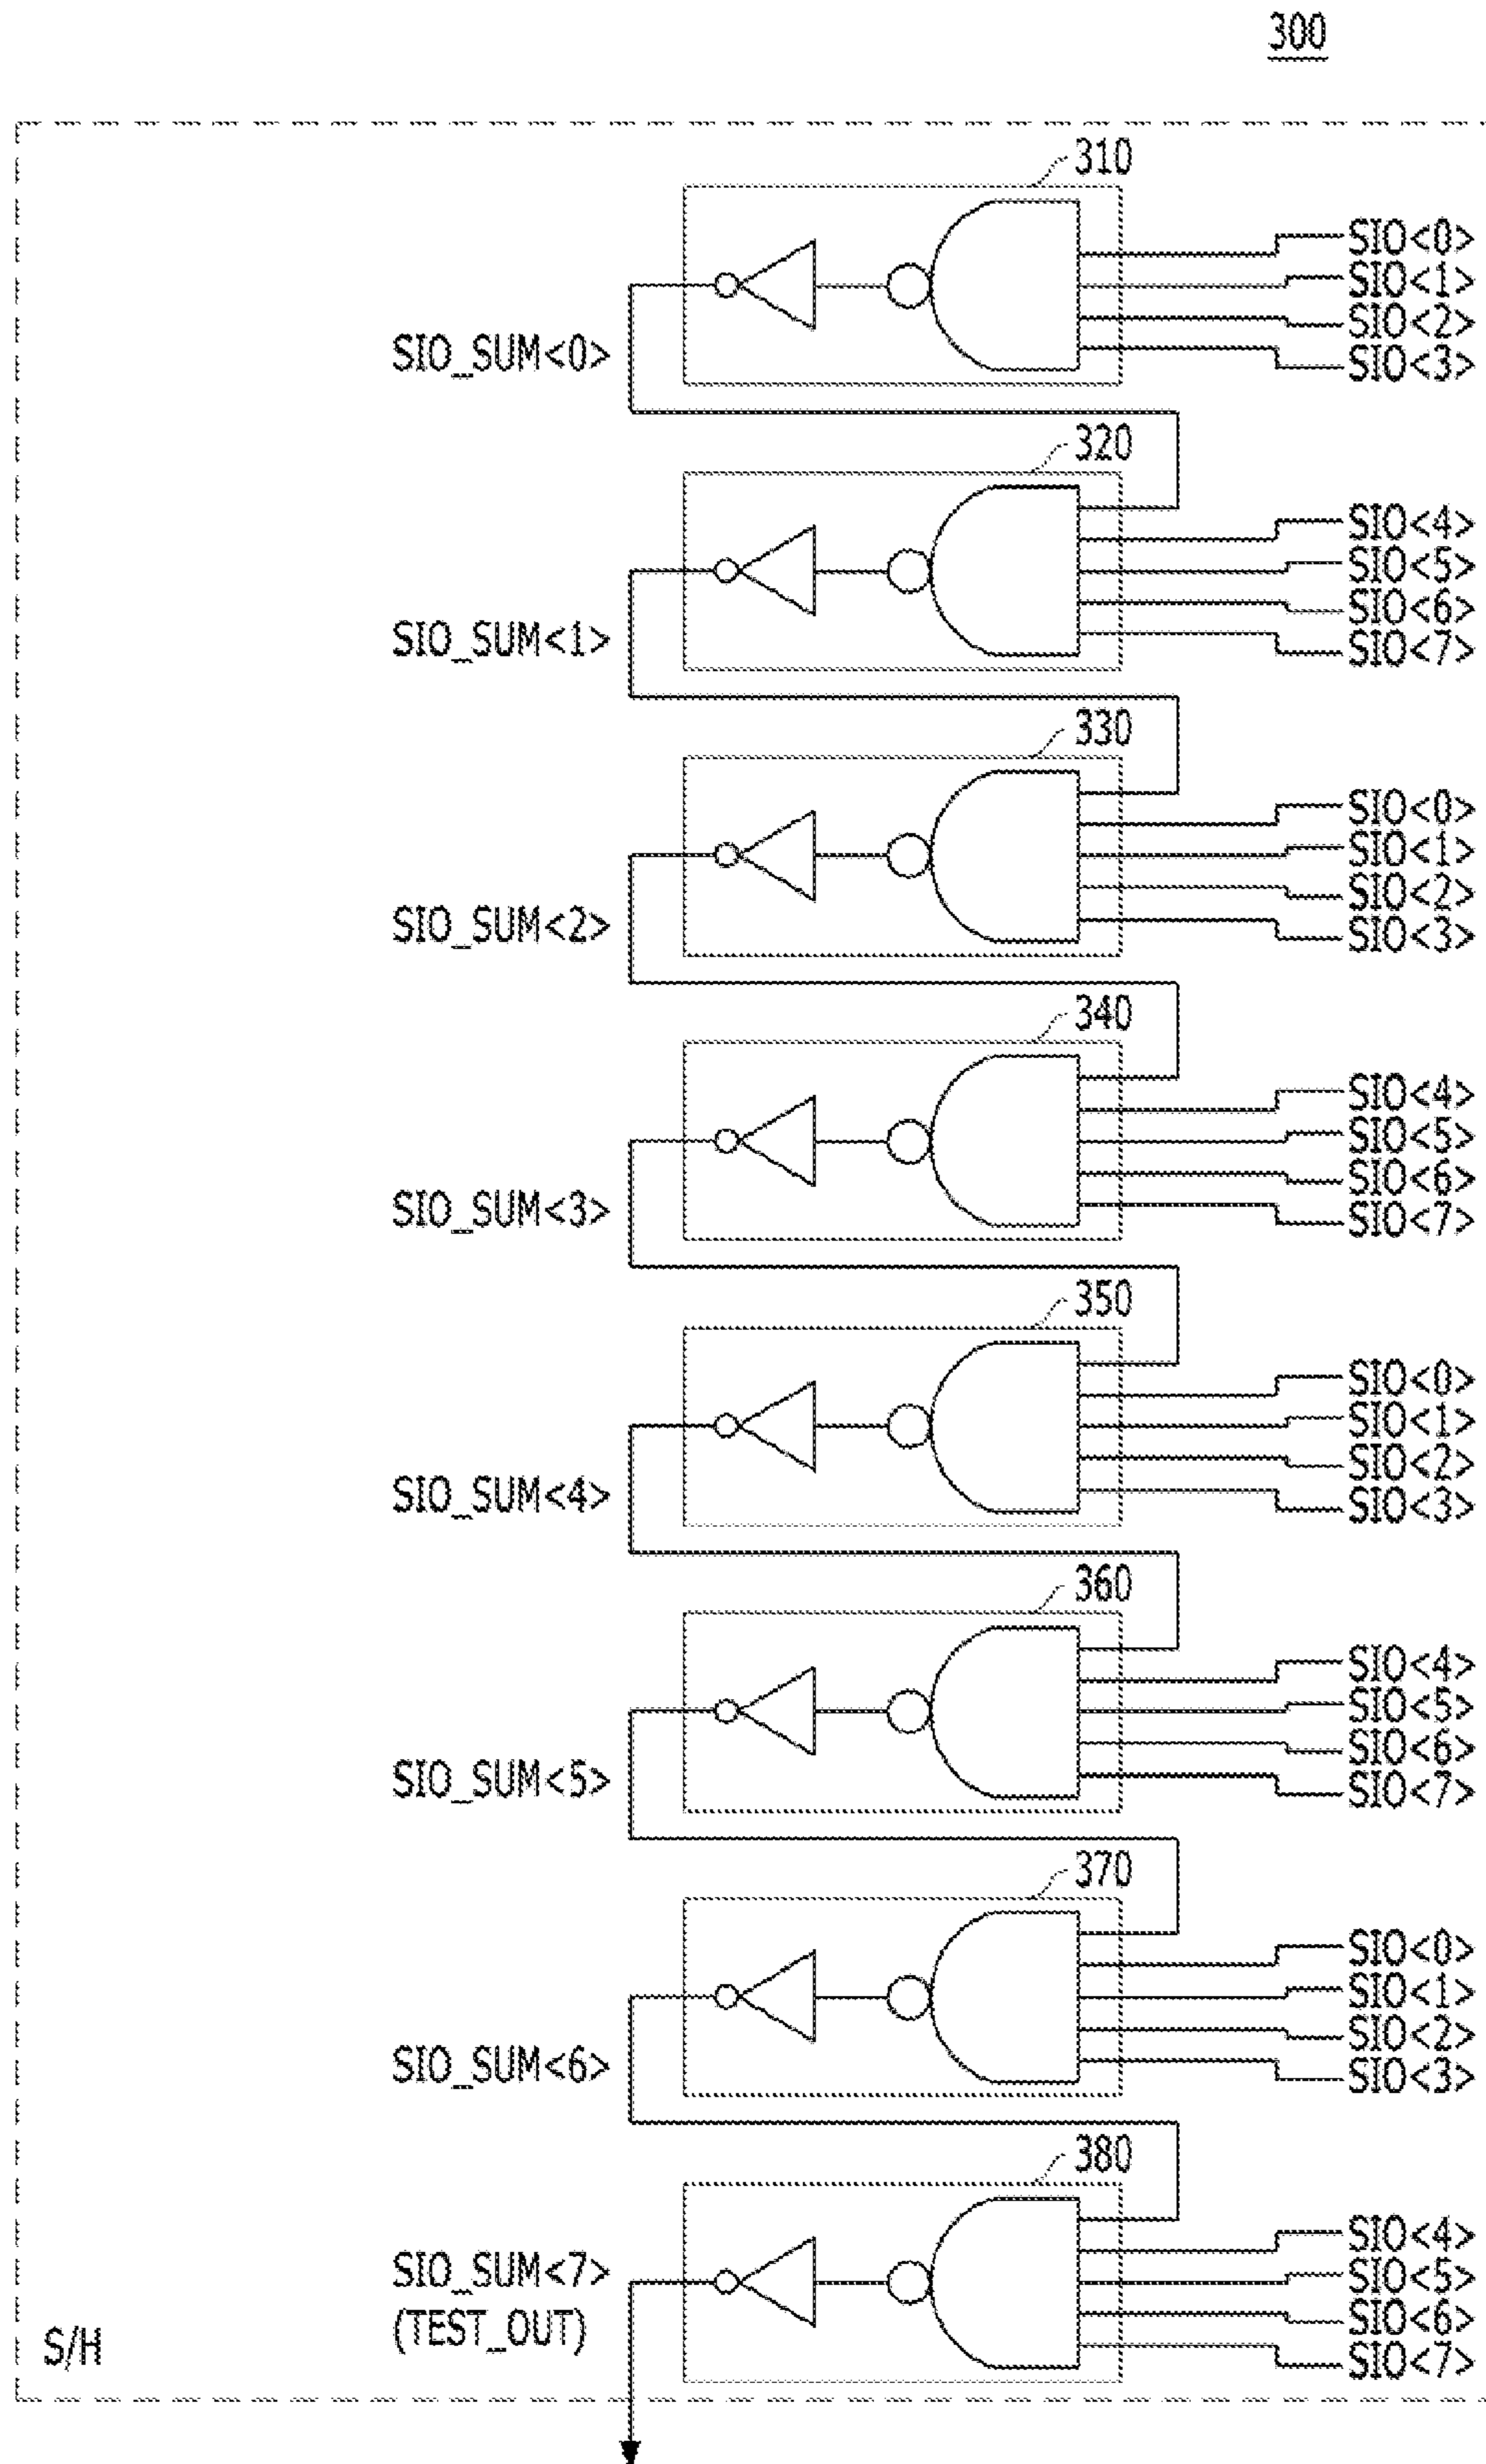 300
310
SIO<0>
SIO<1>
SIO<2>
SIO<3>
SIO_SUM<0>
320
SIO<4>
SIO<5>
SIO<6>
SIO<7>
SIO_SUM<1>
330
SIO<0>
SIO<1>
SIO<2>
SIO<3>
SIO_SUM<2>
340
SIO<4>
SIO<5>
SIO<6>
SIO<7>
SIO_SUM<3>
350
SIO<0>
SIO<1>
SIO<2>
SIO<3>
SIO_SUM<4>
360
SIO<4>
SIO<5>
SIO<6>
SIO<7>
SIO_SUM<5>
370
SIO<0>
SIO<1>
SIO<2>
SIO<3>
SIO_SUM<6>
380
SIO<4>
SIO<5>
SIO<6>
SIO<7>
SIO_SUM<7>
(TEST_OUT)
S/H